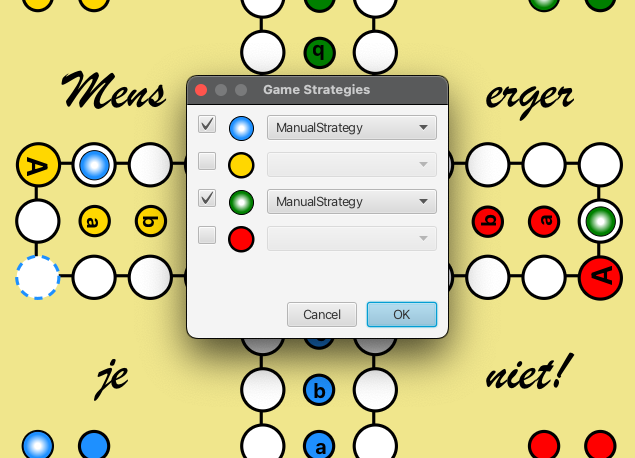 b
Mens
erger
Game Strategies
ManualStrategy
A
a
b
b
a
ManualStrategy
A
Cancel
OK
je
niet!
b
a